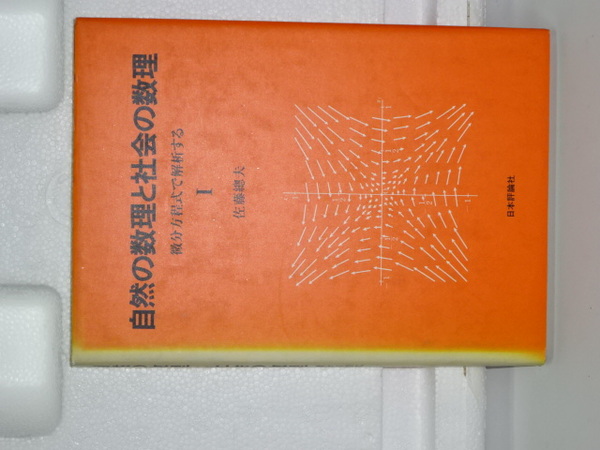 自然の数理と社会の数理
微分方程式で解析する
I
佐藤總夫
日本評論社